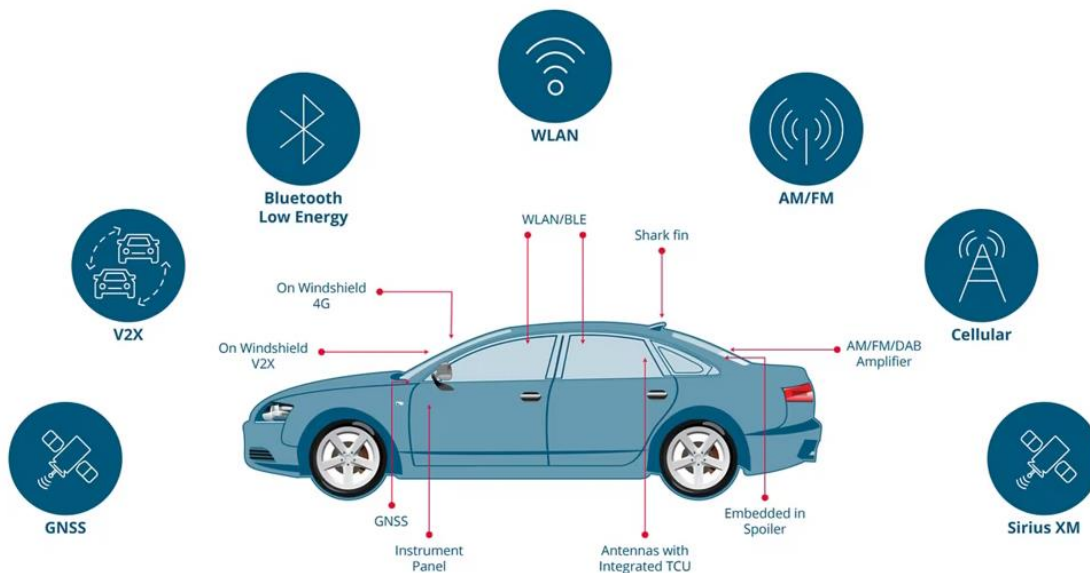 WLAN
Bluetooth
Low Energy
AM/FM
WLAN/BLE
Shark fin
On Windshield
4G
V2X
Cellular
On Windshield
V2X
AM/FM/DAB
Amplifier
GNSS
GNSS
Instrument
Panel
Antennas with
Integrated TCU
Embedded in
Spoiler
Sirius XM